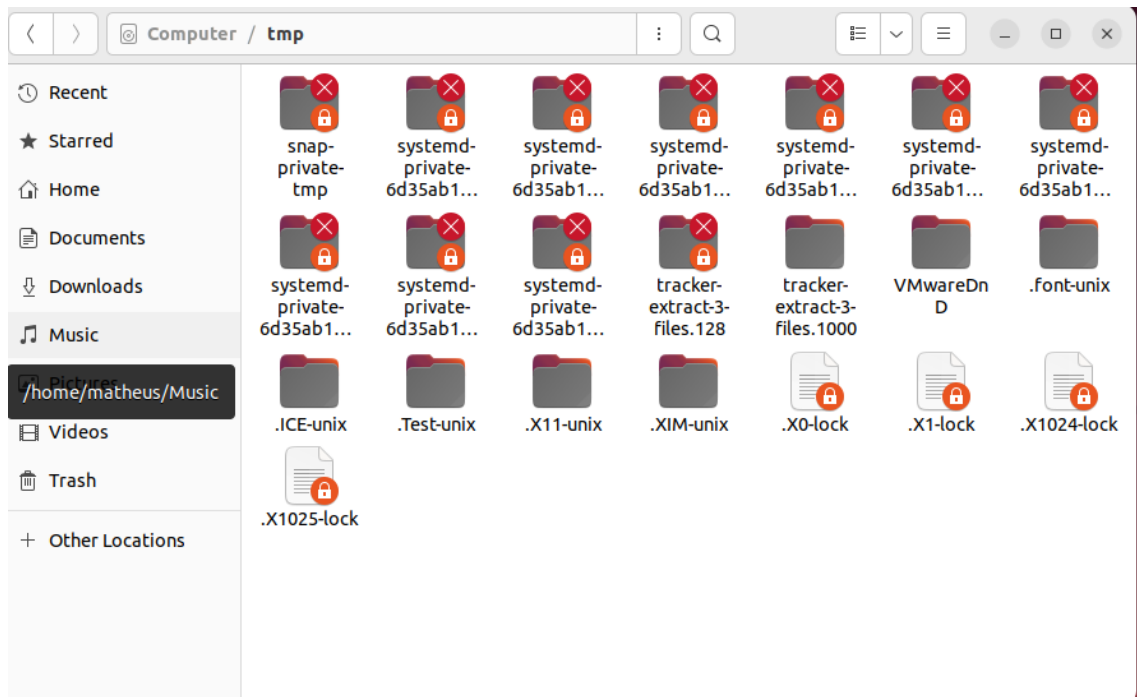 Computer / tmp
Recent
Starred
Home
Documents
Downloads
Music
/home/matheus/Music
Videos
Trash
Other Locations
snap-
private-
tmp
systemd-
private-
6d35ab1...
systemd-
private-
6d35ab1...
systemd-
private-
6d35ab1...
systemd-
private-
6d35ab1...
systemd-
private-
6d35ab1...
systemd-
private-
6d35ab1...
systemd-
private-
6d35ab1...
systemd-
private-
6d35ab1...
systemd-
private-
6d35ab1...
tracker-
extract-3-
files.128
tracker-
extract-3-
files.1000
VMwareDn
D
.font-unix
.ICE-unix
.Test-unix
.X11-unix
.XIM-unix
.X0-lock
.X1-lock
.X1024-lock
.X1025-lock